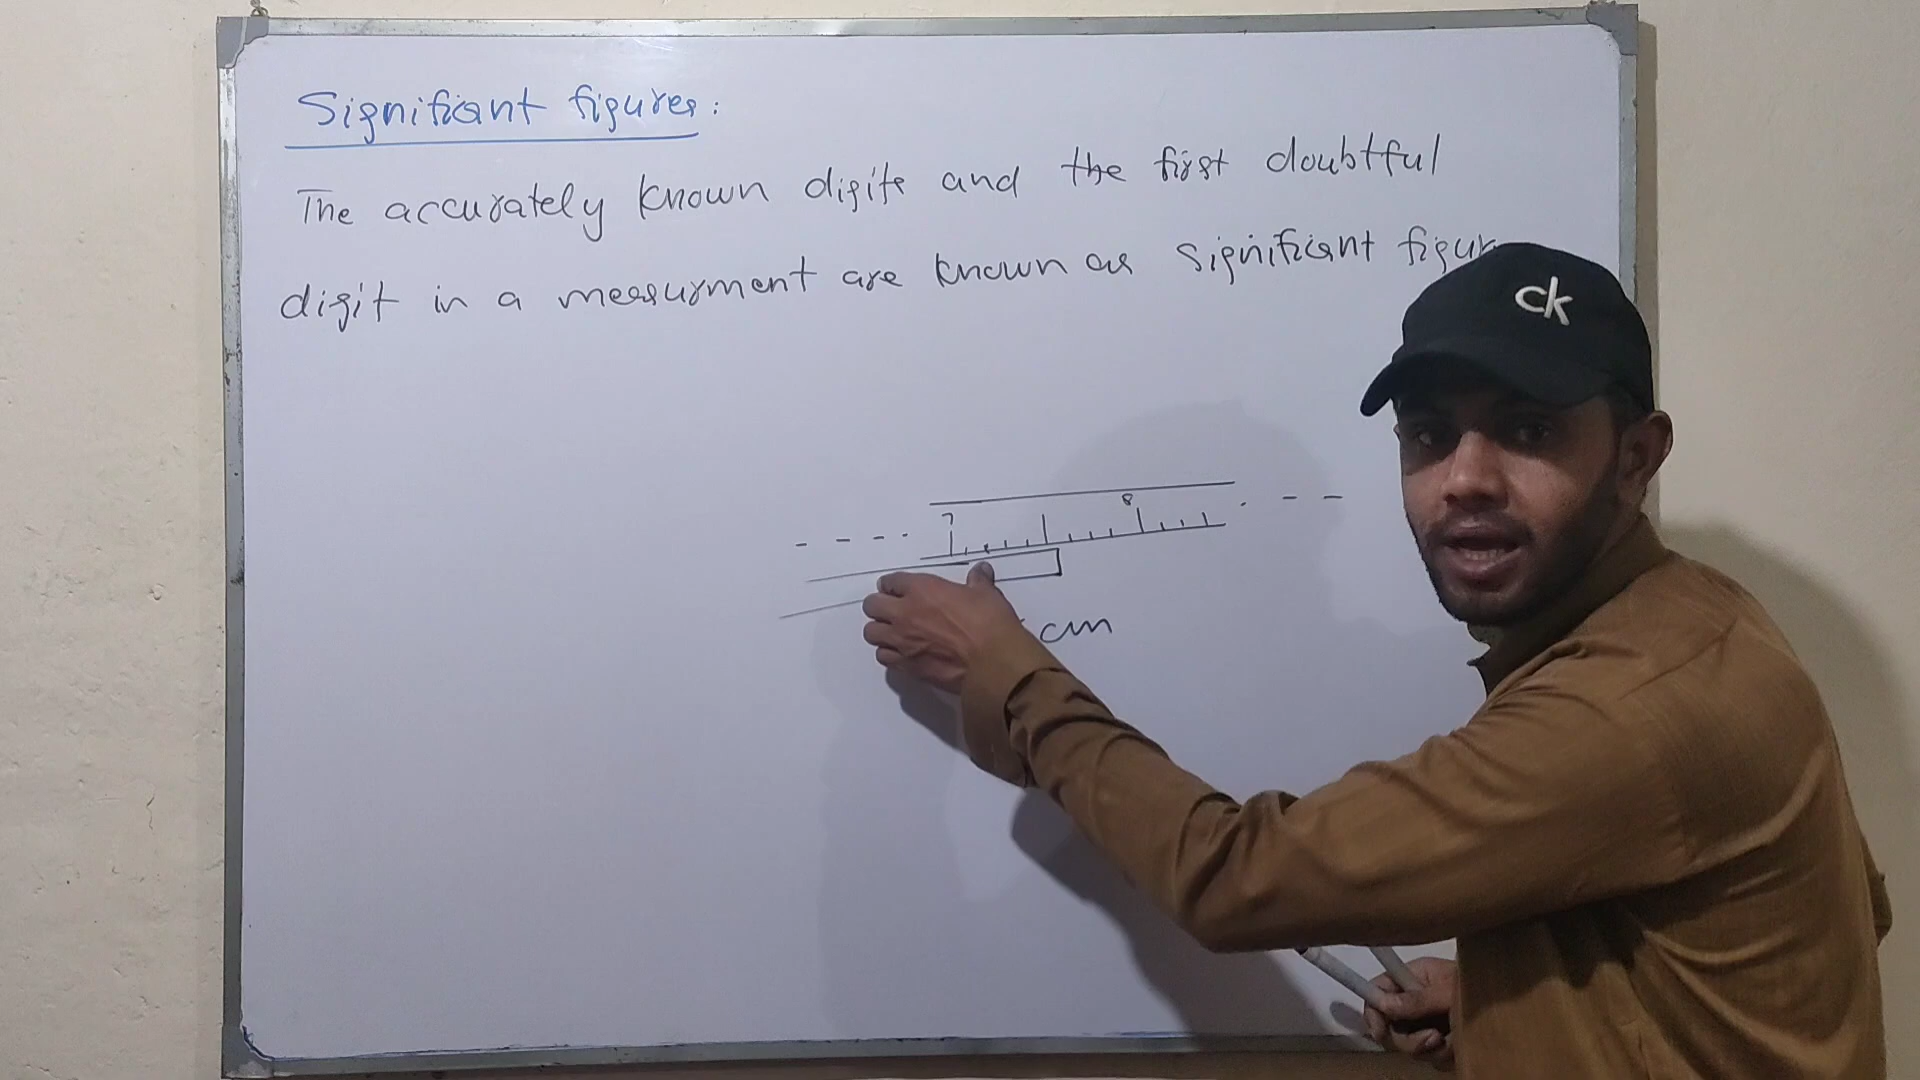 Significant figures:
The accurately known digits and the first doubtful
digit in a measurment are known as significant figur
ck
7 8
cm